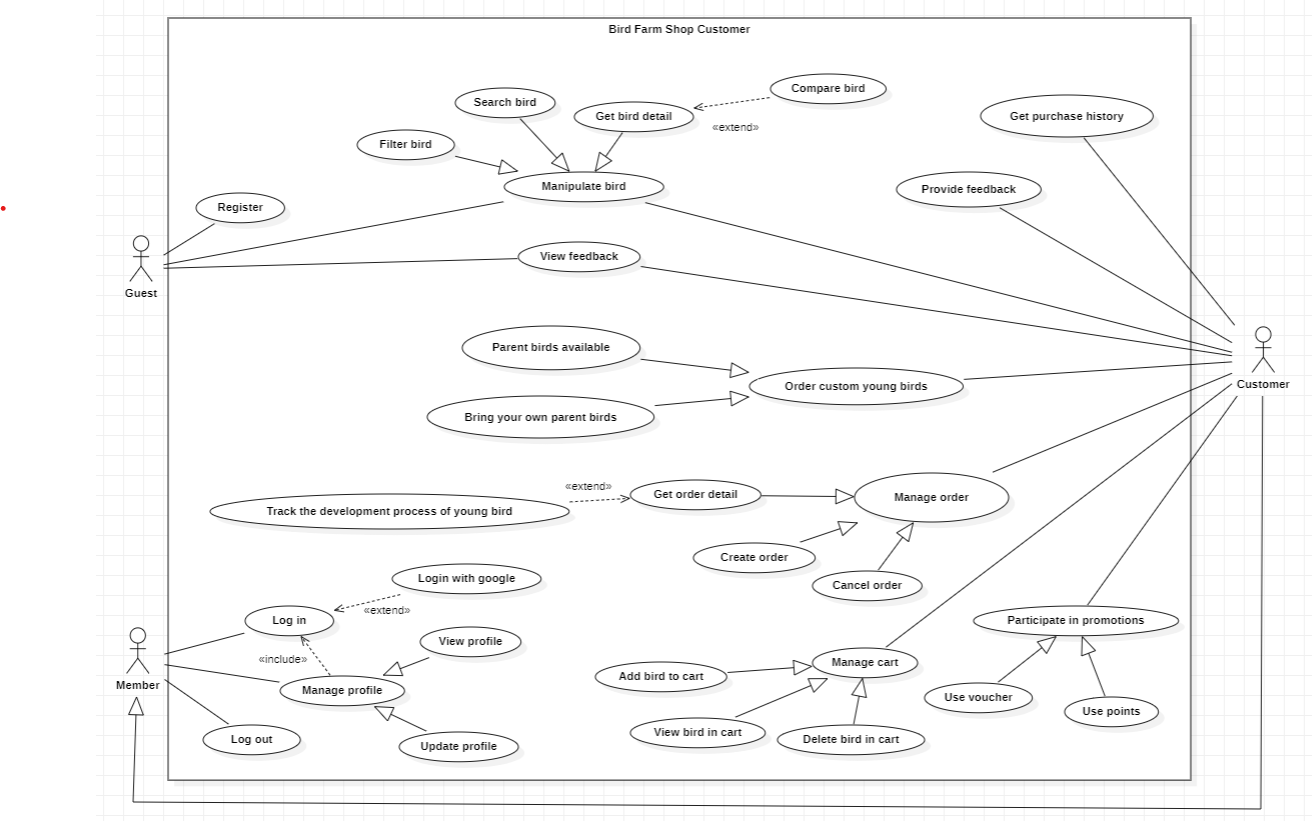 Bird Farm Shop Customer
Search bird
Get bird detail
Compare bird
«extend»
Get purchase history
Filter bird
Manipulate bird
Provide feedback
Register
View feedback
Guest
Parent birds available
Order custom young birds
Customer
Bring your own parent birds
«extend»
Get order detail
Manage order
Track the development process of young bird
Create order
Cancel order
Login with google
«extend»
Log in
View profile
Participate in promotions
«include»
Manage cart
Member
Manage profile
Add bird to cart
Use voucher
Use points
Log out
Update profile
View bird in cart
Delete bird in cart